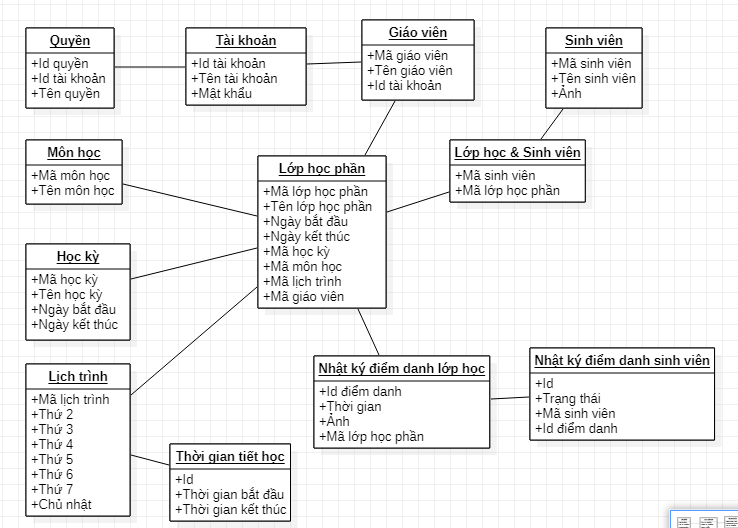 Quyền
+Id quyền
+Id tài khoản
+Tên quyền
Tài khoản
+Id tài khoản
+Tên tài khoản
+Mật khẩu
Giáo viên
+Mã giáo viên
+Tên giáo viên
+Id tài khoản
Sinh viên
+Mã sinh viên
+Tên sinh viên
+Ảnh
Môn học
+Mã môn học
+Tên môn học
Lớp học phần
+Mã lớp học phần
+Tên lớp học phần
+Ngày bắt đầu
+Ngày kết thúc
+Mã học kỳ
+Mã môn học
+Mã lịch trình
+Mã giáo viên
Lớp học & Sinh viên
+Mã sinh viên
+Mã lớp học phần
Học kỳ
+Mã học kỳ
+Tên học kỳ
+Ngày bắt đầu
+Ngày kết thúc
Lịch trình
+Mã lịch trình
+Thứ 2
+Thứ 3
+Thứ 4
+Thứ 5
+Thứ 6
+Thứ 7
+Chủ nhật
Thời gian tiết học
+Id
+Thời gian bắt đầu
+Thời gian kết thúc
Nhật ký điểm danh lớp học
+Id điểm danh
+Thời gian
+Ảnh
+Mã lớp học phần
Nhật ký điểm danh sinh viên
+Id
+Trạng thái
+Mã sinh viên
+Id điểm danh